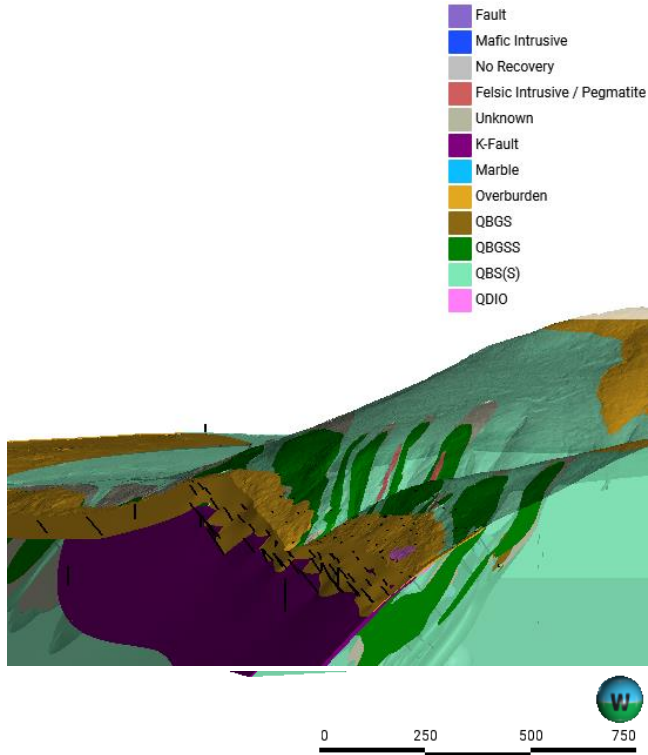 Fault
Mafic Intrusive
No Recovery
Felsic Intrusive / Pegmatite
Unknown
K-Fault
Marble
Overburden
QBGS
QBGSS
QBS(S)
QDIO
W
0 250 500 750